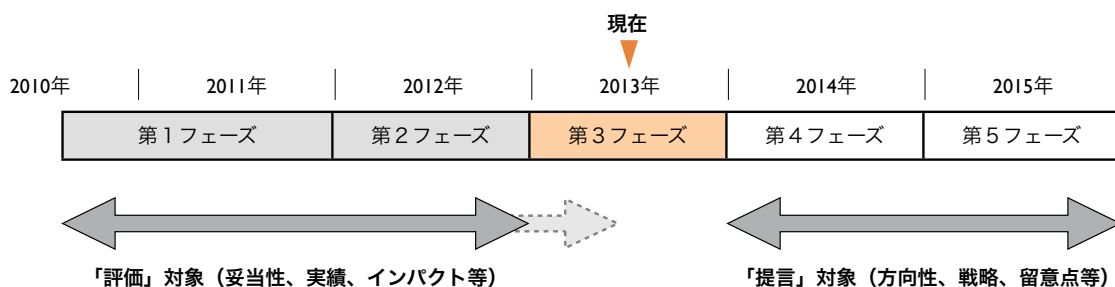 現在
2010年 2011年 2012年 2013年 2014年 2015年
第1フェーズ 第2フェーズ 第3フェーズ 第4フェーズ 第5フェーズ
「評価」対象（妥当性、実績、インパクト等） 「提言」対象（方向性、戦略、留意点等）